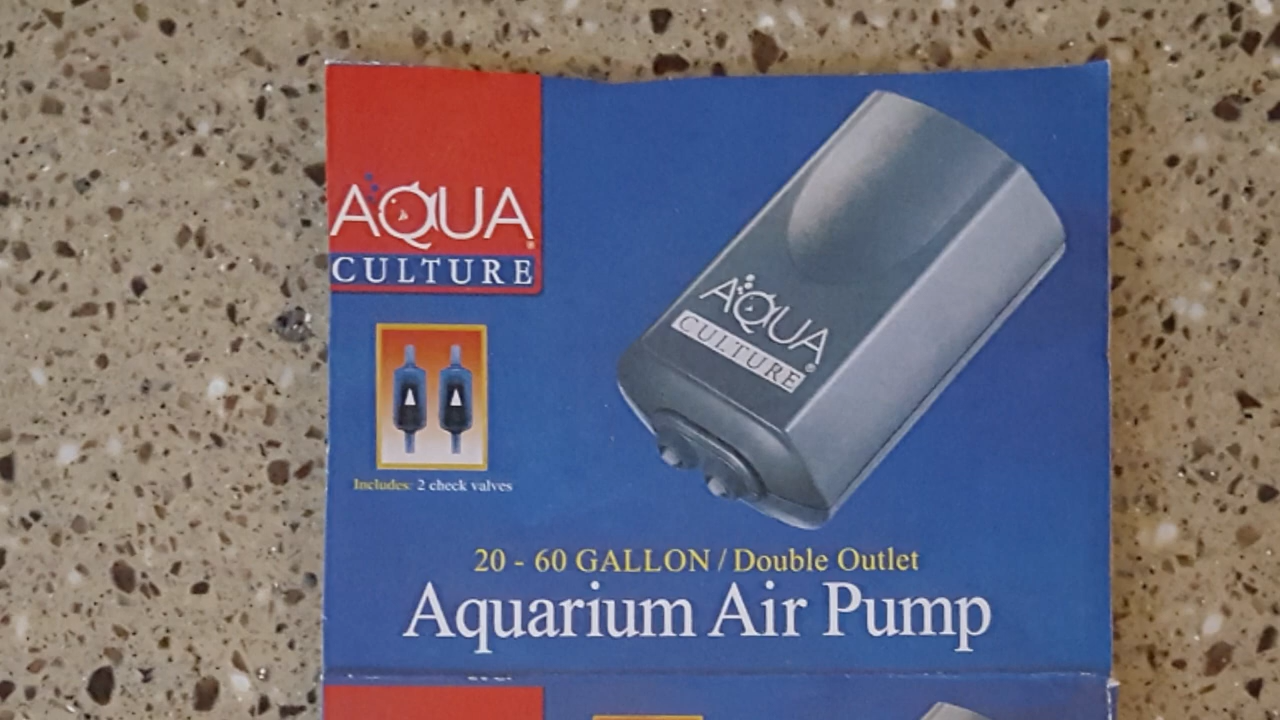 AQUA
CULTURE
AQUA
CULTURE
Includes: 2 check valves
20 - 60 GALLON / Double Outlet
Aquarium Air Pump